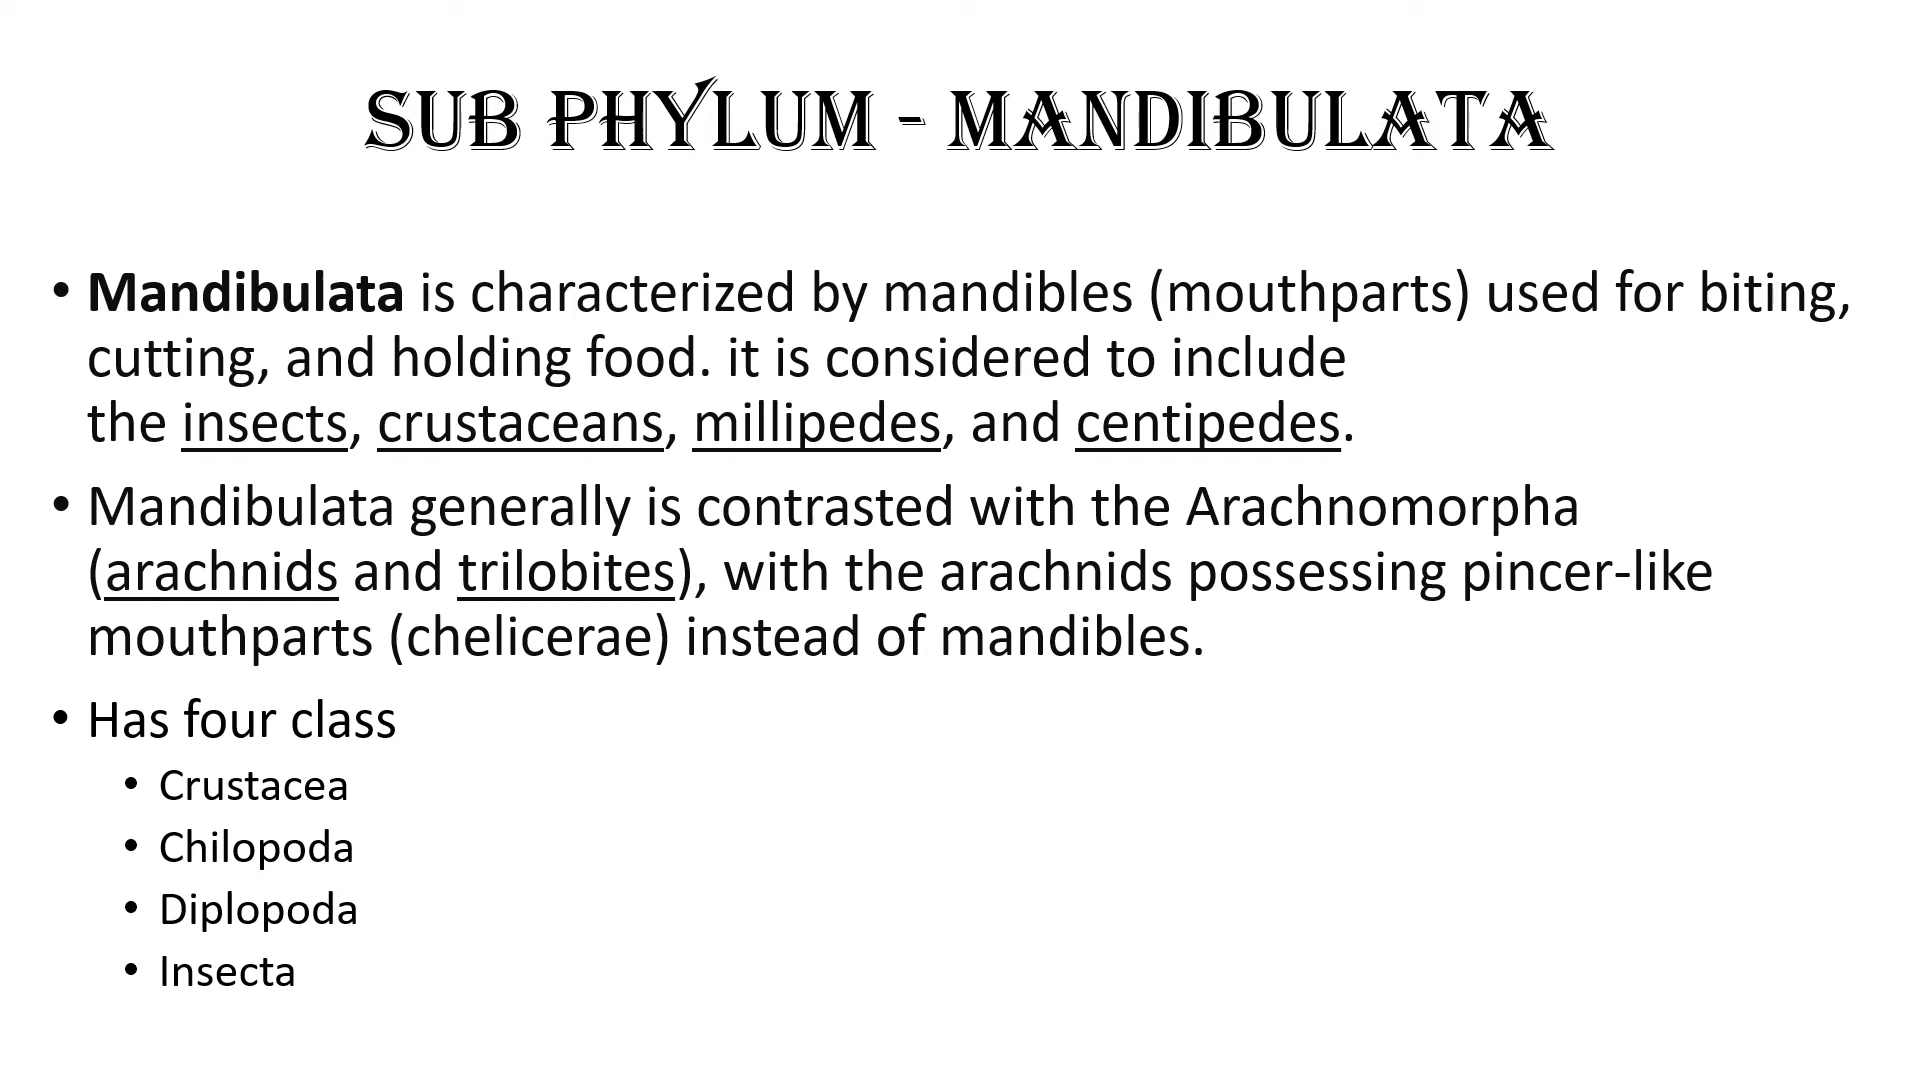 SUB PHYLUM - MANDIBULATA
• Mandibulata is characterized by mandibles (mouthparts) used for biting,
cutting, and holding food. it is considered to include
the insects, crustaceans, millipedes, and centipedes.
• Mandibulata generally is contrasted with the Arachnomorpha
(arachnids and trilobites), with the arachnids possessing pincer-like
mouthparts (chelicerae) instead of mandibles.
• Has four class
• Crustacea
• Chilopoda
• Diplopoda
• Insecta